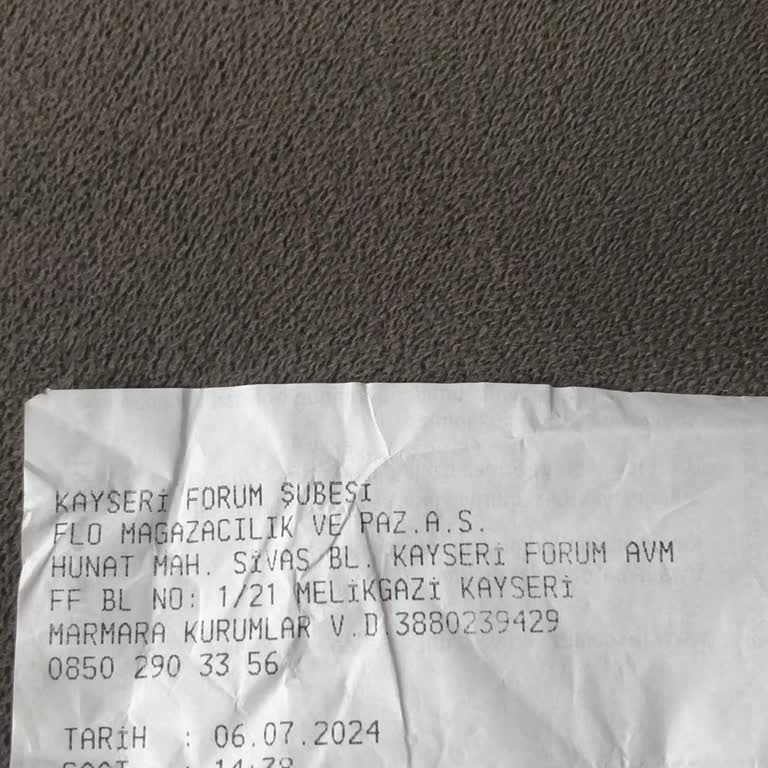 KAYSERİ FORUM ŞUBESI
FLO MAGAZACILIK VE PAZ.A.S.
HUNAT MAH. SİVAS BL. KAYSERİ FORUM AVM
FF BL NO: 1/21 MELİKGAZİ KAYSERİ
MARMARA KURUMLAR V.D.3880239429
0850 290 33 56
TARİH : 06.07.2024